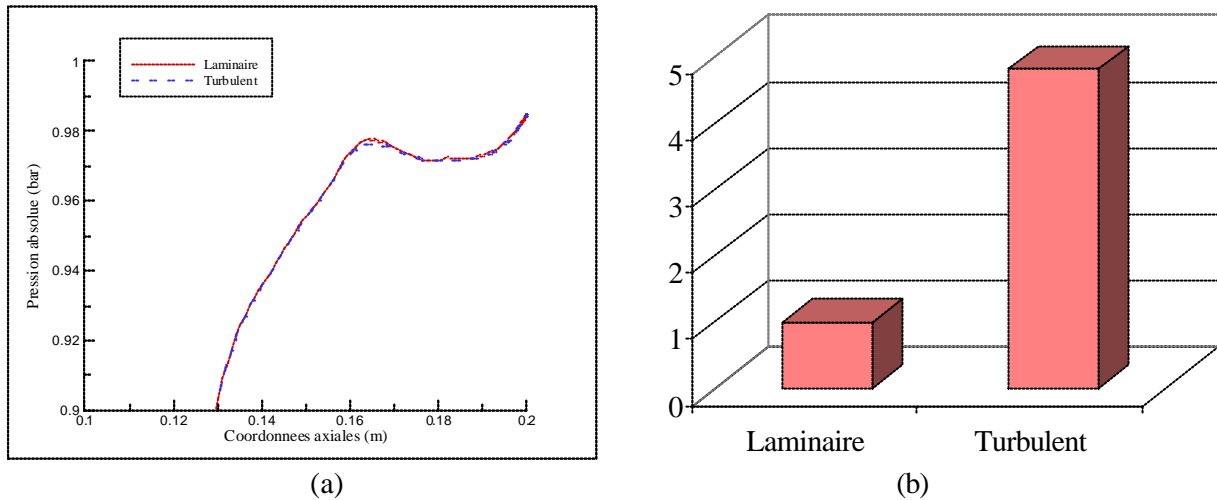 Laminaire
Turbulent
1
0.98
0.96
0.94
0.92
0.9
Pression absolue (bar)
0.1
0.12
0.14
0.16
0.18
0.2
Coordonnees axiales (m)
(a)
5
4
3
2
1
0
Laminaire
Turbulent
(b)